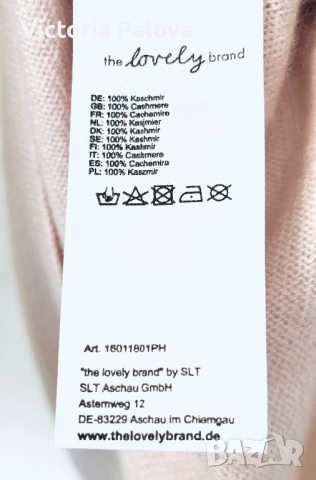 Victoria Palova
the lovely brand
DE: 100% Kaschmir
GB: 100% Cashmere
FR: 100% Cachemire
NL: 100% Kasjmier
DK: 100% Kashmir
SE: 100% Kashmir
FI: 100% Kashmir
IT: 100% Cashmere
ES: 100% Cachemira
PL: 100% Kaszmir
Art. 16011801PH
"the lovely brand" by SLT
SLT Aschau GmbH
Asternweg 12
DE-83229 Aschau im Chiemgau
www.thelovelybrand.de
BAZAR